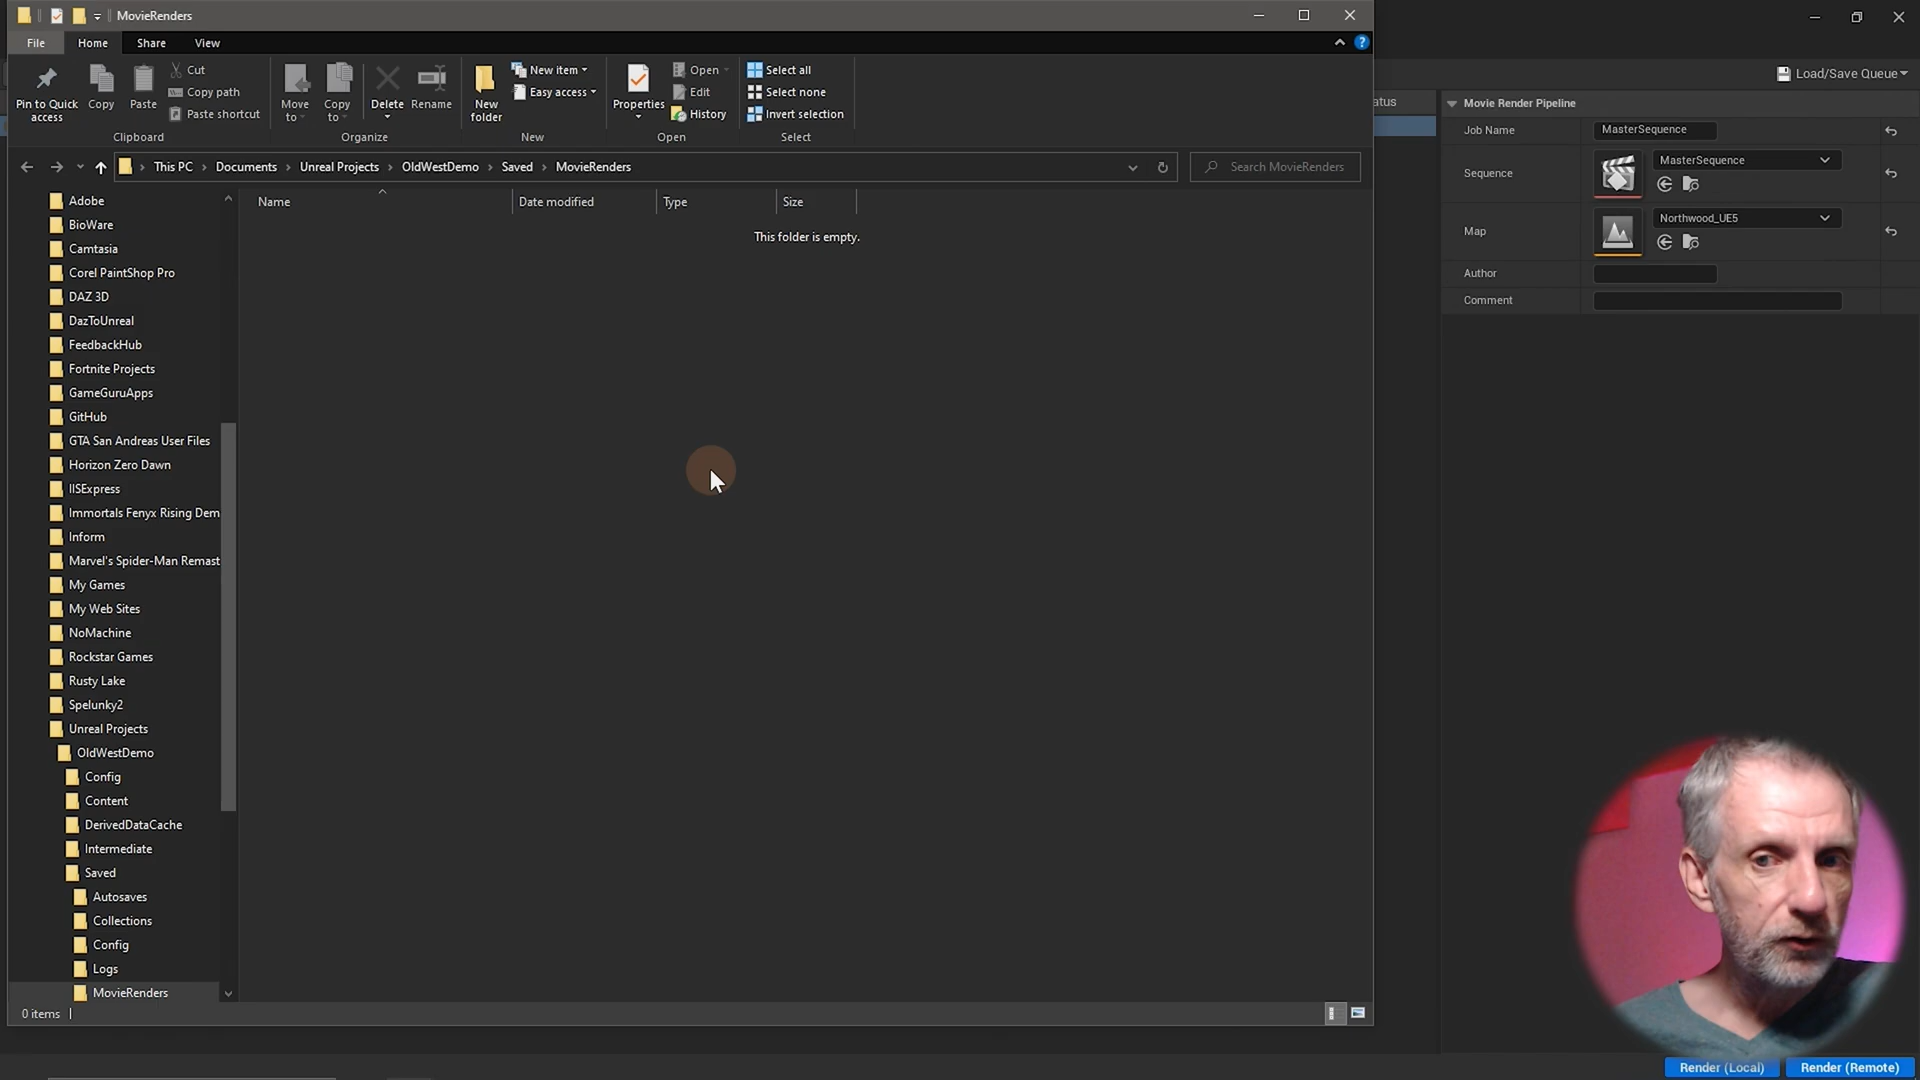 MovieRenders
File
Home
Share
View
Pin to Quick access
Copy
Paste
Cut
Copy path
Paste shortcut
Clipboard
Move to
Copy to
Delete
Rename
Organize
New folder
New item
Easy access
New
Properties
Open
Edit
History
Open
Select all
Select none
Invert selection
Select
This PC > Documents > Unreal Projects > OldWestDemo > Saved > MovieRenders
Search MovieRenders
Name
Date modified
Type
Size
This folder is empty.
Adobe
BioWare
Camtasia
Corel PaintShop Pro
DAZ 3D
DazToUnreal
FeedbackHub
Fortnite Projects
GameGuruApps
GitHub
GTA San Andreas User Files
Horizon Zero Dawn
IISExpress
Immortals Fenyx Rising Dem
Inform
Marvel's Spider-Man Remast
My Games
My Web Sites
NoMachine
Rockstar Games
Rusty Lake
Spelunky2
Unreal Projects
OldWestDemo
Config
Content
DerivedDataCache
Intermediate
Saved
Autosaves
Collections
Config
Logs
MovieRenders
0 items
Load/Save Queue
atus
Movie Render Pipeline
Job Name
MasterSequence
Sequence
MasterSequence
Map
Northwood_UE5
Author
Comment
Render (Local)
Render (Remote)